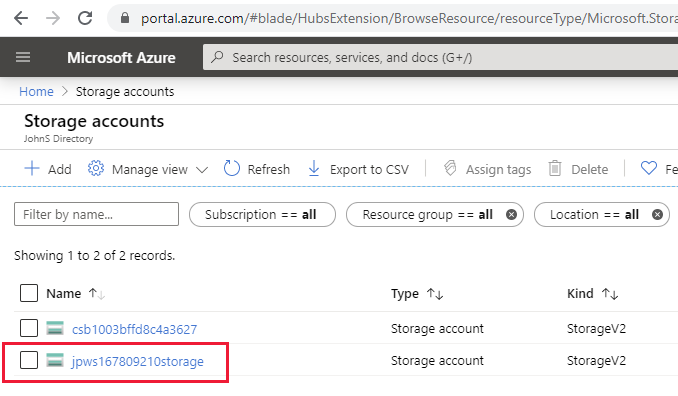 portal.azure.com/#blade/HubsExtension/BrowseResource/resourceType/Microsoft.Stora
Microsoft Azure Search resources, services, and docs (G+/)
Home > Storage accounts
Storage accounts
JohnS Directory
Add Manage view Refresh Export to CSV Assign tags Delete Fe
Filter by name... Subscription == all Resource group == all Location == all
Showing 1 to 2 of 2 records.
Name ↑↓ Type ↑↓ Kind ↑↓
csb1003bffd8c4a3627 Storage account StorageV2
jpws167809210storage Storage account StorageV2